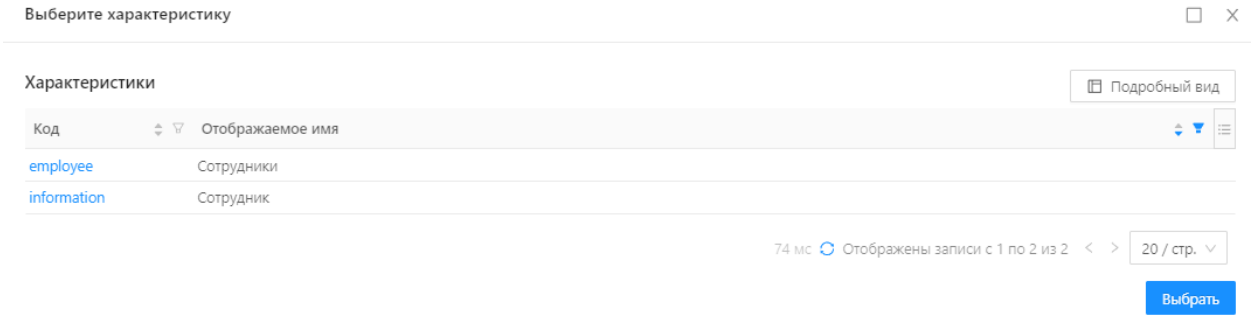 Выберите характеристику
Характеристики
Подробный вид
Код Отображаемое имя
employee Сотрудники
information Сотрудник
74 мс Отображены записи с 1 по 2 из 2 < > 20 / стр.
Выбрать